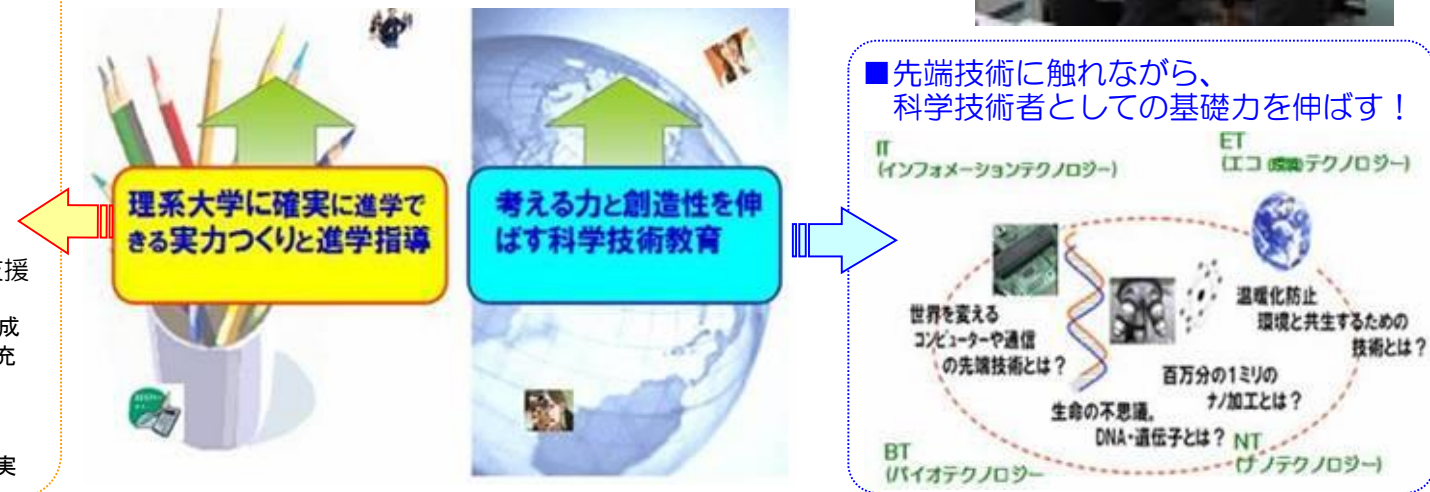 援
成
充
実
理系大学に確実に進学で
きる実力つくりと進学指導
考える力と創造性を伸
ばす科学技術教育
■先端技術に触れながら、
科学技術者としての基礎力を伸ばす！
IT
(インフォメーションテクノロジー)
ET
(エコ(環境)テクノロジー)
世界を変える
コンピューターや通信
の先端技術とは？
温暖化防止
環境と共生するための
技術とは？
百万分の1ミリの
ナノ加工とは？
生命の不思議。
DNA・遺伝子とは？
BT
(バイオテクノロジー
NT
(ナノテクノロジー)